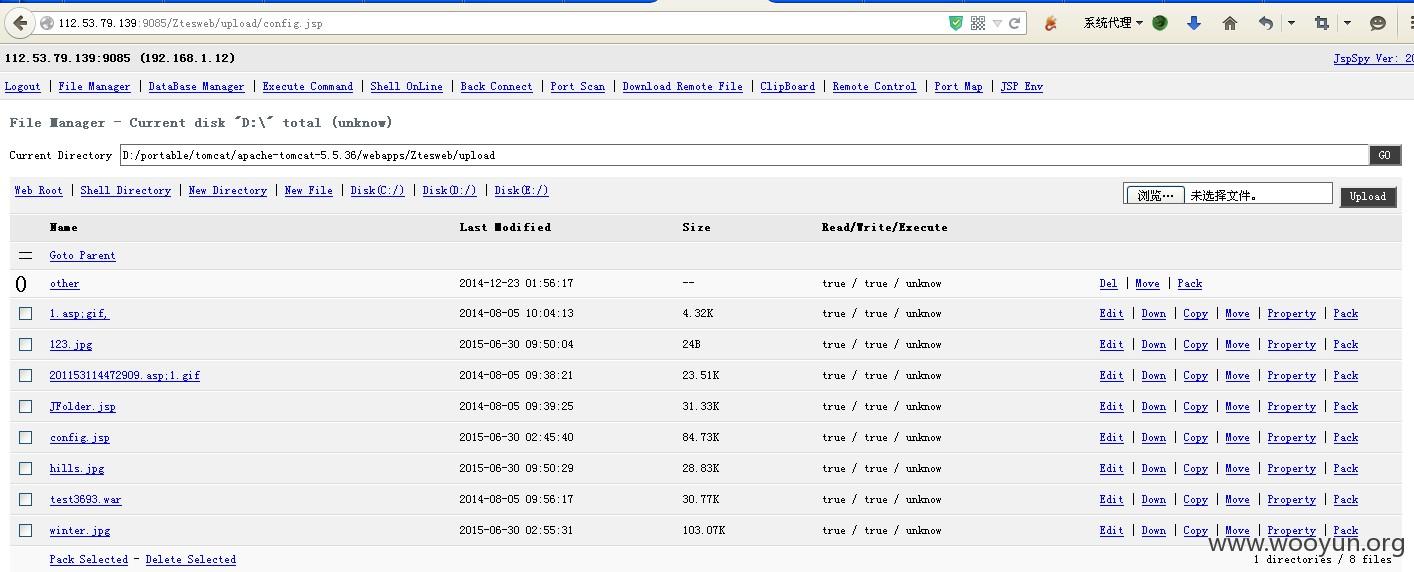 112.53.79.139:9085/Ztesweb/upload/config.jsp 系统代理
112.53.79.139:9085 (192.168.1.12) JspSpy Ver: 20
Logout | File Manager | DataBase Manager | Execute Command | Shell OnLine | Back Connect | Port Scan | Download Remote File | ClipBoard | Remote Control | Port Map | JSP Env
File Manager - Current disk "D:\" total (unknow)
Current Directory D:/portable/tomcat/apache-tomcat-5.5.36/webapps/Ztesweb/upload GO
Web Root | Shell Directory | New Directory | New File | Disk(C:/) | Disk(D:/) | Disk(E:/) 浏览… 未选择文件。 Upload
Name Last Modified Size Read/Write/Execute
= Goto Parent
0 other 2014-12-23 01:56:17 -- true / true / unknow Del | Move | Pack
1.asp;gif, 2014-08-05 10:04:13 4.32K true / true / unknow Edit | Down | Copy | Move | Property | Pack
123.jpg 2015-06-30 09:50:04 24B true / true / unknow Edit | Down | Copy | Move | Property | Pack
201153114472909.asp;1.gif 2014-08-05 09:38:21 23.51K true / true / unknow Edit | Down | Copy | Move | Property | Pack
JFolder.jsp 2014-08-05 09:39:25 31.33K true / true / unknow Edit | Down | Copy | Move | Property | Pack
config.jsp 2015-06-30 02:45:40 84.73K true / true / unknow Edit | Down | Copy | Move | Property | Pack
hills.jpg 2015-06-30 09:50:29 28.83K true / true / unknow Edit | Down | Copy | Move | Property | Pack
test3693.war 2014-08-05 09:56:17 30.77K true / true / unknow Edit | Down | Copy | Move | Property | Pack
winter.jpg 2015-06-30 02:55:31 103.07K true / true / unknow Edit | Down | Copy | Move | Property | Pack
www.wooyun.org
Pack Selected - Delete Selected 1 directories / 8 files